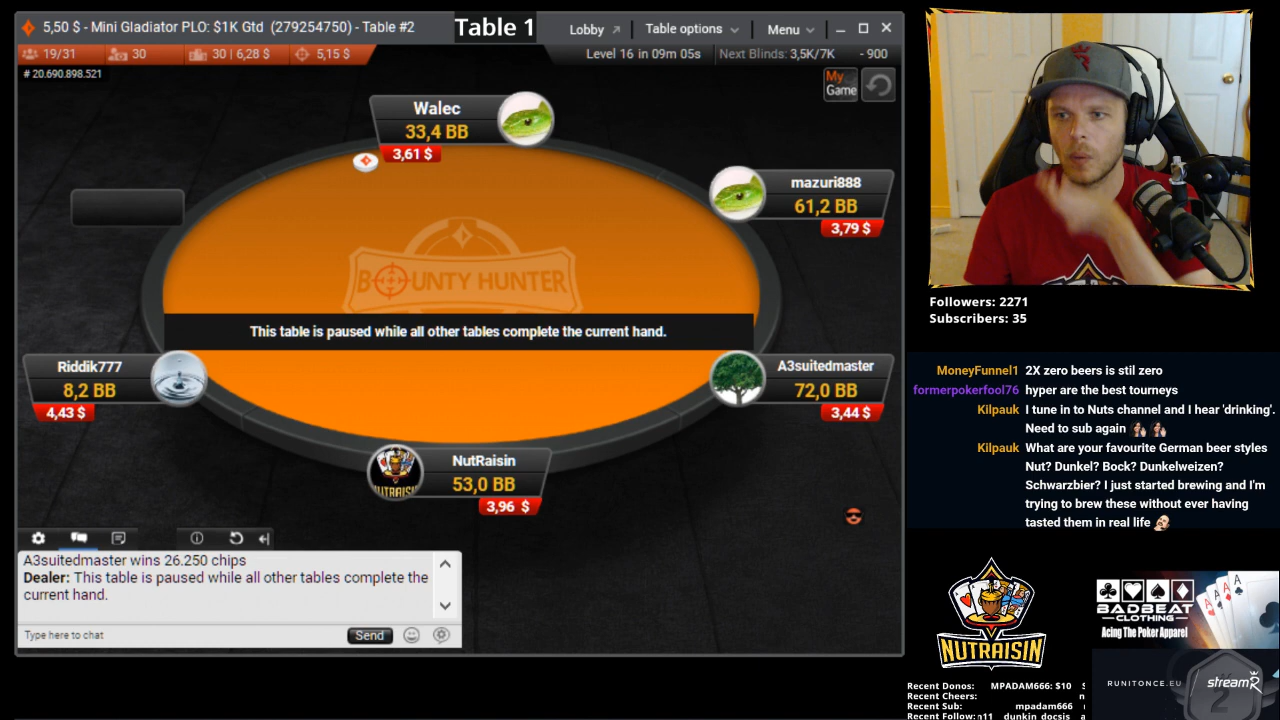 5,50 $ - Mini Gladiator PLO: $1K Gtd (279254750) - Table #2
Table 1
Lobby
Table options
Menu
19/31
30
30 | 6,28 $
5,15 $
Level 16 in 09m 05s
Next Blinds: 3,5K/7K
- 900
# 20.690.898.521
My
Game
Walec
33,4 BB
3,61 $
mazuri888
61,2 BB
3,79 $
BOUNTY HUNTER
This table is paused while all other tables complete the current hand.
Riddik777
8,2 BB
4,43 $
A3suitedmaster
72,0 BB
3,44 $
NutRaisin
53,0 BB
3,96 $
NUTRAISIN
A3suitedmaster wins 26.250 chips
Dealer: This table is paused while all other tables complete the
current hand.
Type here to chat
Send
Followers: 2271
Subscribers: 35
MoneyFunnel1 2X zero beers is stil zero
formerpokerfool76 hyper are the best tourneys
Kilpauk I tune in to Nuts channel and I hear 'drinking'.
Need to sub again
Kilpauk What are your favourite German beer styles
Nut? Dunkel? Bock? Dunkelweizen?
Schwarzbier? I just started brewing and I'm
trying to brew these without ever having
tasted them in real life
NUTRAISIN
BADBEAT
CLOTHING
Acing The Poker Apparel
RUNITONCE.EU
streamR
2
Recent Donos: MPADAM666: $10
Recent Cheers:
Recent Sub: mpadam666
Recent Follow: n11 dunkin_docsis